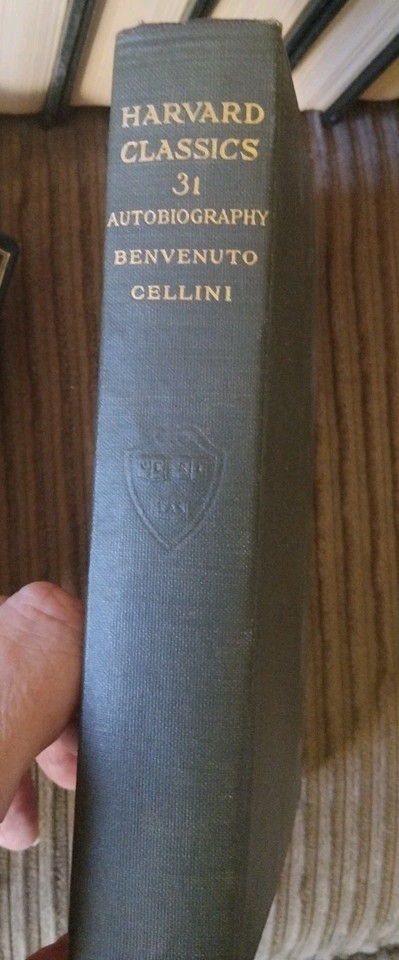 HARVARD
CLASSICS
31
AUTOBIOGRAPHY
BENVENUTO
CELLINI